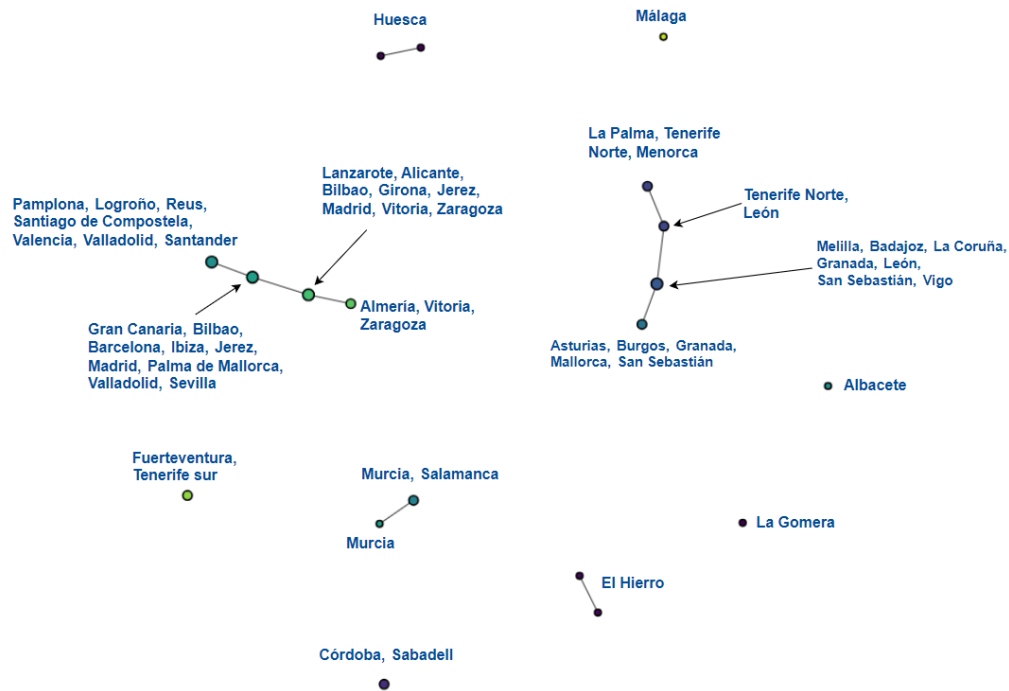 Huesca
Málaga
La Palma, Tenerife
Norte, Menorca
Lanzarote, Alicante,
Bilbao, Girona, Jerez,
Madrid, Vitoria, Zaragoza
Pamplona, Logroño, Reus,
Santiago de Compostela,
Valencia, Valladolid, Santander
Tenerife Norte,
León
Melilla, Badajoz, La Coruña,
Granada, León,
San Sebastián, Vigo
Almería, Vitoria,
Zaragoza
Gran Canaria, Bilbao,
Barcelona, Ibiza, Jerez,
Madrid, Palma de Mallorca,
Valladolid, Sevilla
Asturias, Burgos, Granada,
Mallorca, San Sebastián
Albacete
Fuerteventura,
Tenerife sur
Murcia, Salamanca
Murcia
La Gomera
El Hierro
Córdoba, Sabadell